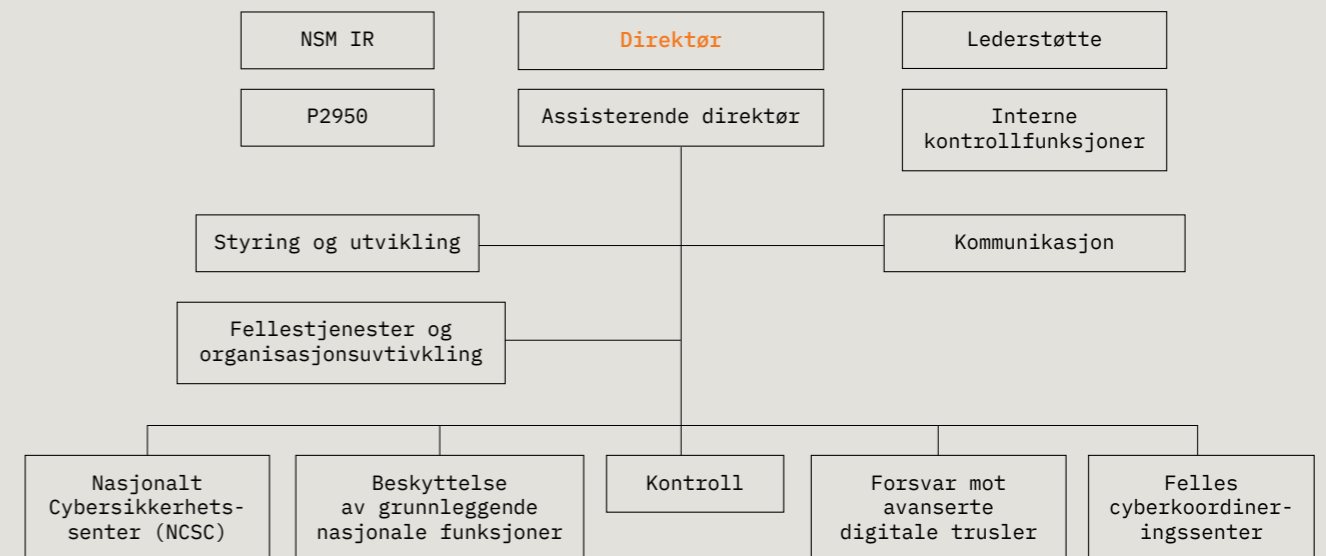 NSM IR
Direktør
Lederstøtte
P2950
Assisterende direktør
Interne
kontrollfunksjoner
Styring og utvikling
Kommunikasjon
Fellestjenester og
organisasjonsuvtivkling
Nasjonalt
Cybersikkerhets-
senter (NCSC)
Beskyttelse
av grunnleggende
nasjonale funksjoner
Kontroll
Forsvar mot
avanserte
digitale trusler
Felles
cyberkoordiner-
ingssenter